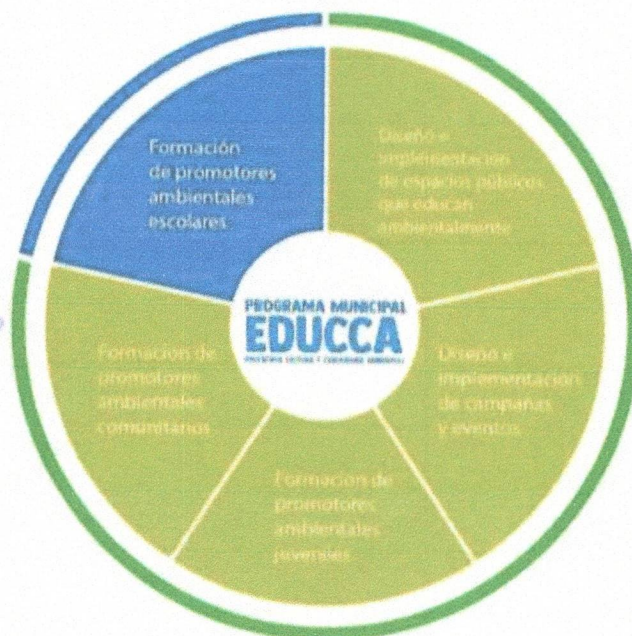 Formación
de promotores
ambientales
escolares
Diseño e
implementación
de espacios públicos
que educan
ambientalmente
PROGRAMA MUNICIPAL
EDUCCA
Formación de
promotores
ambientales
comunitarios
Diseño e
implementación
de campañas
y eventos
Formación de
promotores
ambientales
juveniles